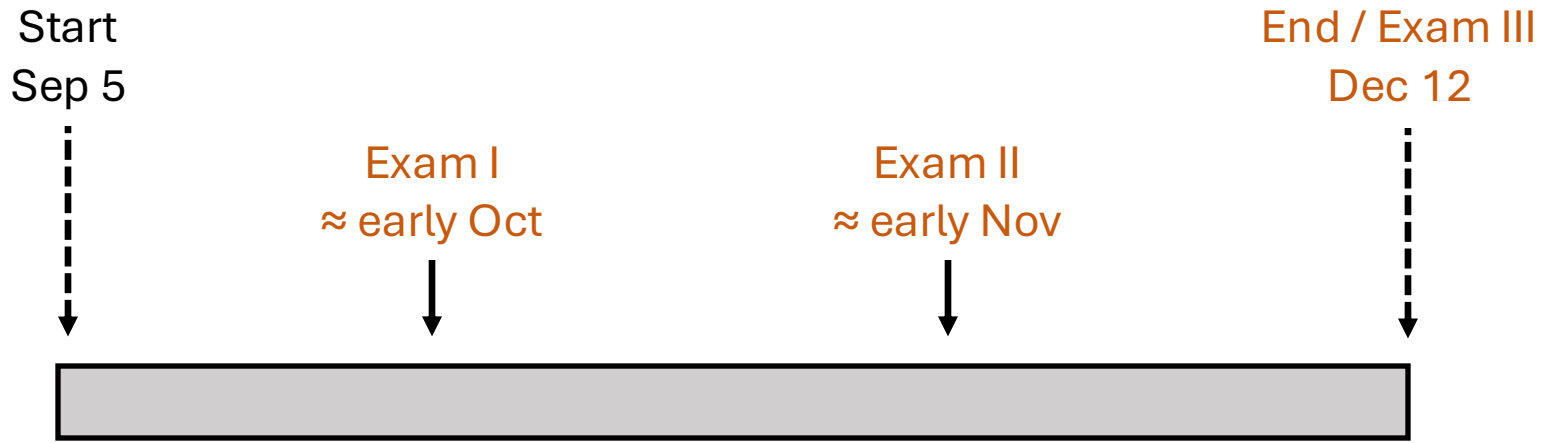 Start
Sep 5
End / Exam III
Dec 12
Exam I
≈ early Oct
Exam II
≈ early Nov